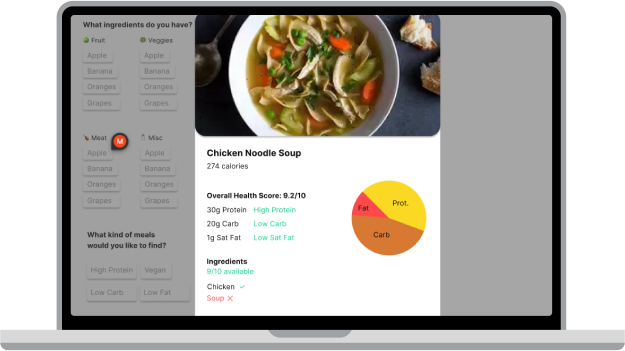 What ingredients do you have?
Fruit
Veggies
Apple
Apple
Banana
Banana
Oranges
Oranges
Grapes
Grapes
Meat
M
Misc
Apple
Apple
Banana
Banana
Oranges
Oranges
Grapes
Grapes
What kind of meals
would you like to find?
High Protein
Vegan
Low Carb
Low Fat
Chicken Noodle Soup
274 calories
Overall Health Score: 9.2/10
30g Protein High Protein
20g Carb Low Carb
1g Sat Fat Low Sat Fat
Prot.
Fat
Carb
Ingredients
9/10 available
Chicken ✓
Soup ×